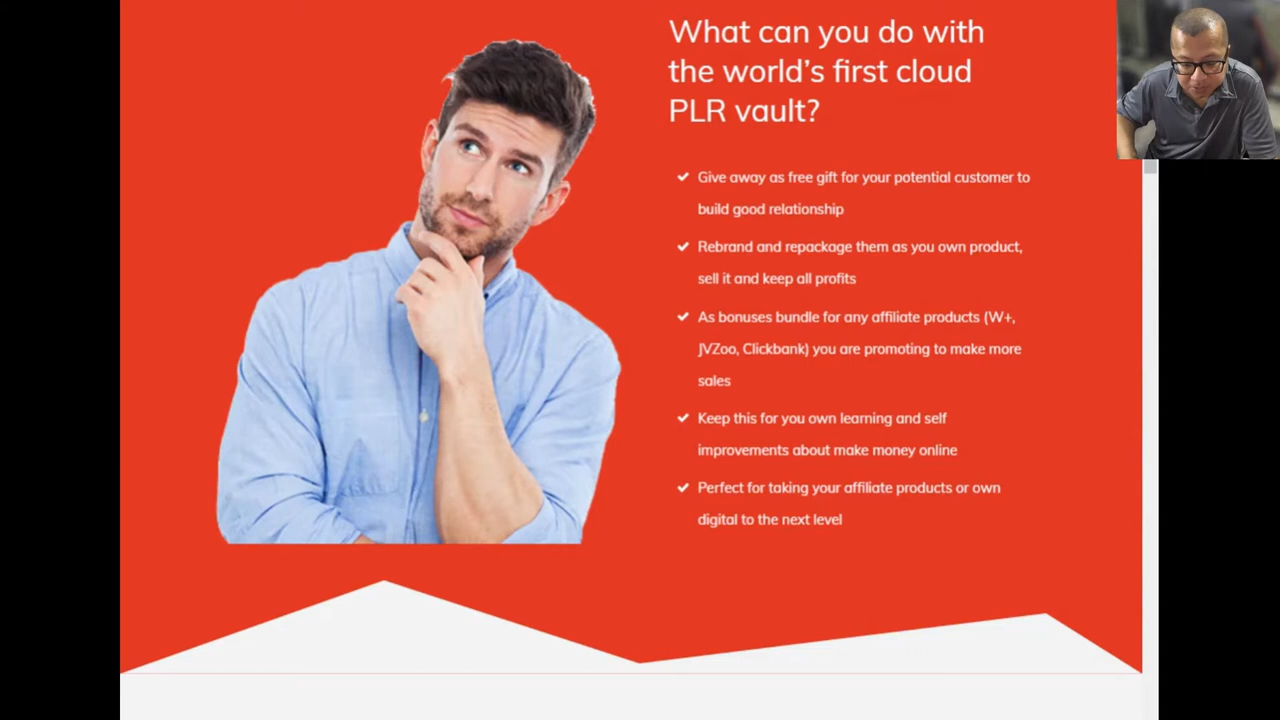 What can you do with
the world's first cloud
PLR vault?
Give away as free gift for your potential customer to
build good relationship
Rebrand and repackage them as you own product,
sell it and keep all profits
As bonuses bundle for any affiliate products (W+,
JVZoo, Clickbank) you are promoting to make more
sales
Keep this for you own learning and self
improvements about make money online
Perfect for taking your affiliate products or own
digital to the next level